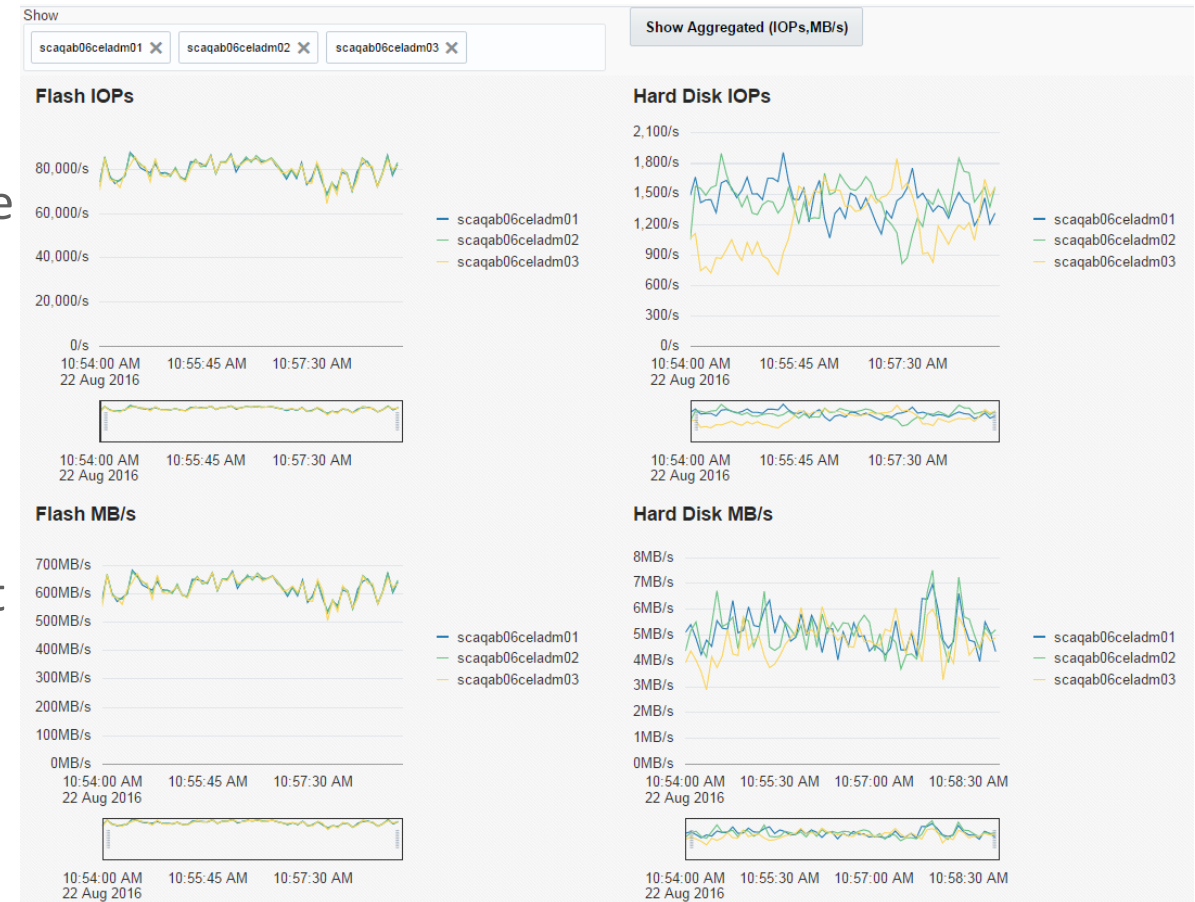 Show
scaqab06celadm01 scaqab06celadm02 scaqab06celadm03
Show Aggregated (IOPs,MB/s)
Flash IOPs
80,000/s
60,000/s
40,000/s
20,000/s
0/s
10:54:00 AM 10:55:45 AM 10:57:30 AM
22 Aug 2016
scaqab06celadm01
scaqab06celadm02
scaqab06celadm03
10:54:00 AM 10:55:45 AM 10:57:30 AM
22 Aug 2016
Hard Disk IOPs
2,100/s
1,800/s
1,500/s
1,200/s
900/s
600/s
300/s
0/s
10:54:00 AM 10:55:45 AM 10:57:30 AM
22 Aug 2016
scaqab06celadm01
scaqab06celadm02
scaqab06celadm03
10:54:00 AM 10:55:45 AM 10:57:30 AM
22 Aug 2016
Flash MB/s
700MB/s
600MB/s
500MB/s
400MB/s
300MB/s
200MB/s
100MB/s
0MB/s
10:54:00 AM 10:55:45 AM 10:57:30 AM
22 Aug 2016
scaqab06celadm01
scaqab06celadm02
scaqab06celadm03
10:54:00 AM 10:55:45 AM 10:57:30 AM
22 Aug 2016
Hard Disk MB/s
8MB/s
7MB/s
6MB/s
5MB/s
4MB/s
3MB/s
2MB/s
1MB/s
0MB/s
10:54:00 AM 10:55:30 AM 10:57:00 AM 10:58:30 AM
22 Aug 2016
scaqab06celadm01
scaqab06celadm02
scaqab06celadm03
10:54:00 AM 10:55:30 AM 10:57:00 AM 10:58:30 AM
22 Aug 2016